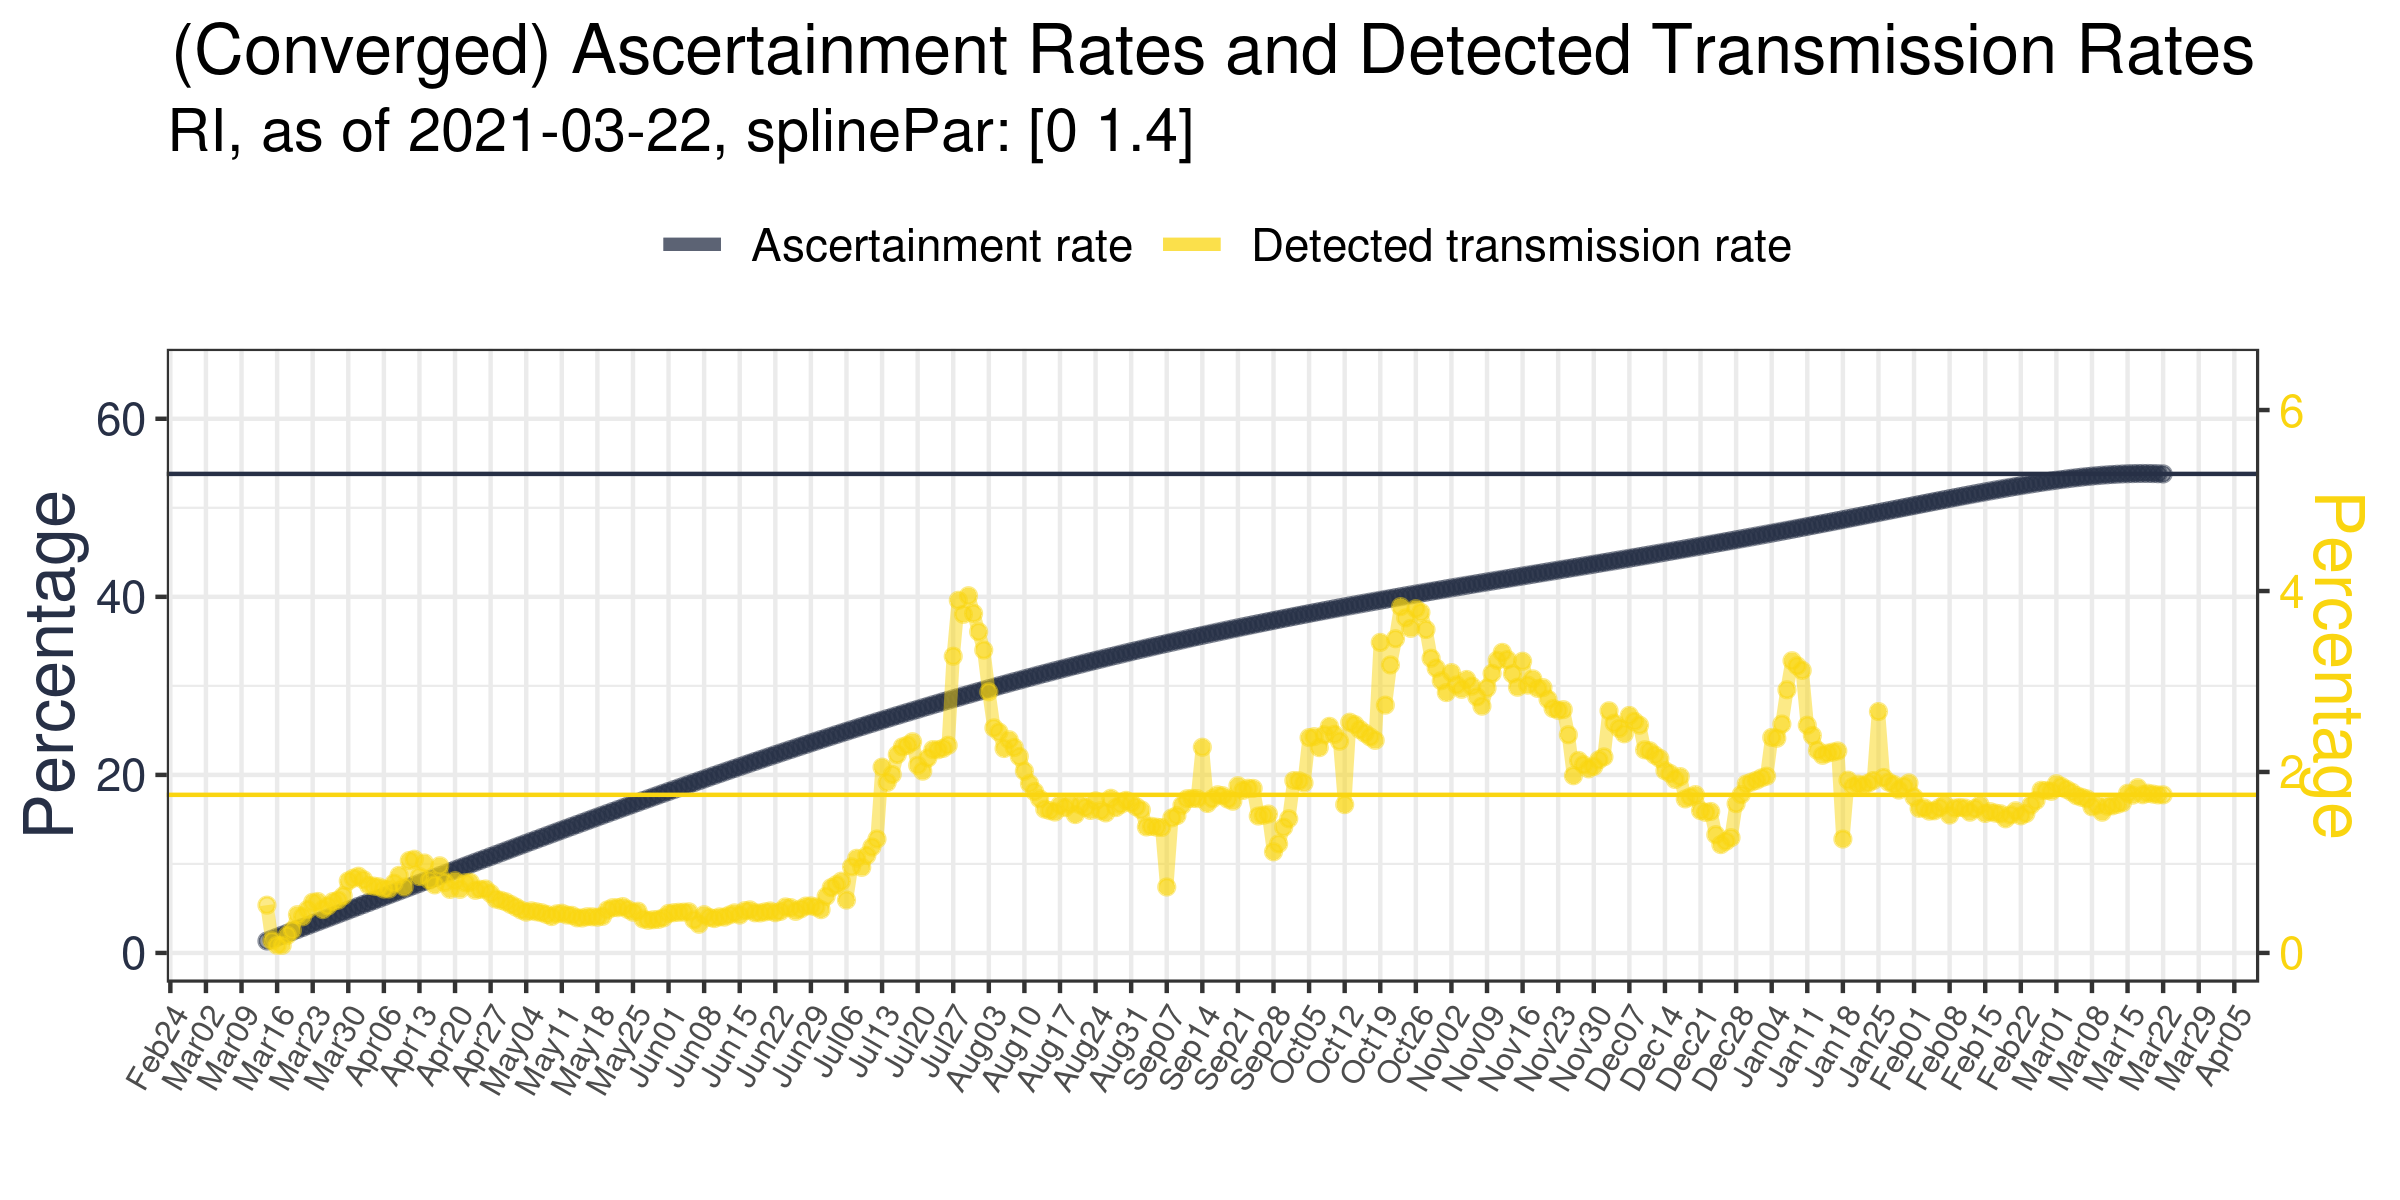 (Converged) Ascertainment Rates and Detected Transmission Rates
RI, as of 2021-03-22, splinePar: [0 1.4]
Ascertainment rate Detected transmission rate
Percentage
60
40
20
0
6
4
2
0
Percentage
Feb24 Mar02 Mar09 Mar16 Mar23 Mar30 Apr06 Apr13 Apr20 Apr27 May04 May11 May18 May25 Jun01 Jun08 Jun15 Jun22 Jun29 Jul06 Jul13 Jul20 Jul27 Aug03 Aug10 Aug17 Aug24 Aug31 Sep07 Sep14 Sep21 Sep28 Oct05 Oct12 Oct19 Oct26 Nov02 Nov09 Nov16 Nov23 Nov30 Dec07 Dec14 Dec21 Dec28 Jan04 Jan11 Jan18 Jan25 Feb01 Feb08 Feb15 Feb22 Mar01 Mar08 Mar15 Mar22 Mar29 Apr05